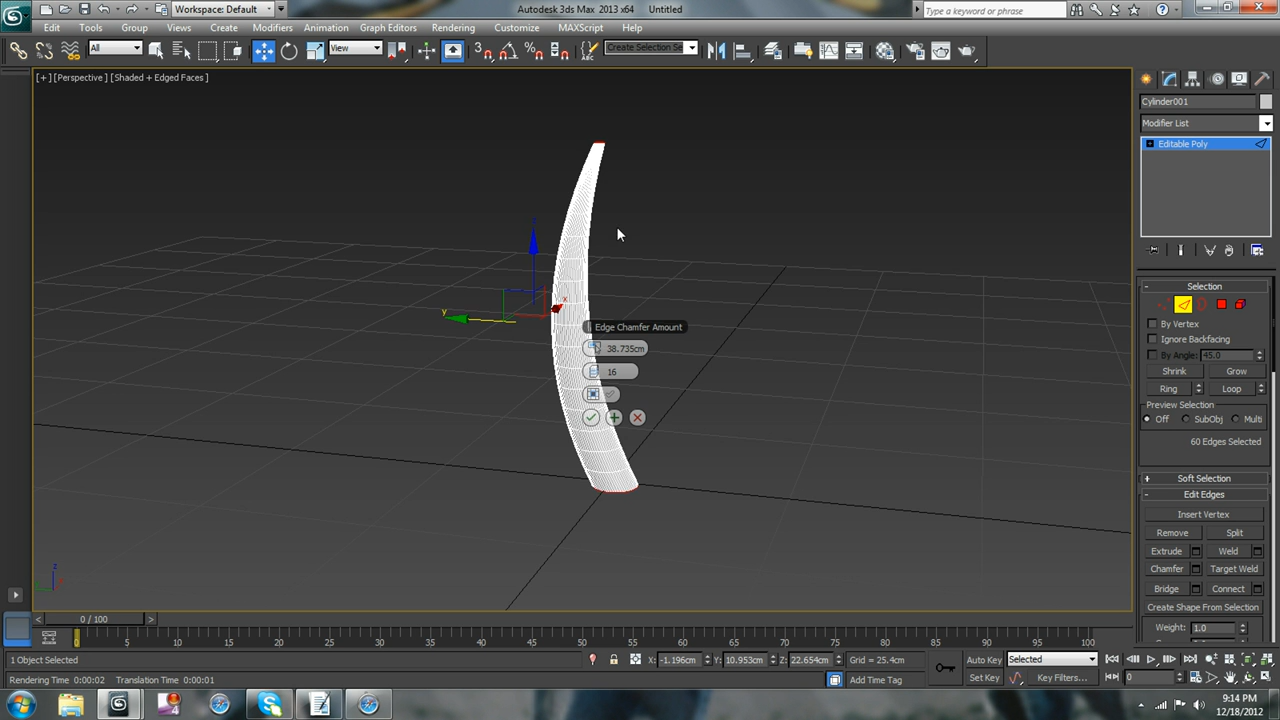 Workspace: Default
Autodesk 3ds Max 2013 x64
Untitled
Type a keyword or phrase
Edit
Tools
Group
Views
Create
Modifiers
Animation
Graph Editors
Rendering
Customize
MAXScript
Help
All
View
Create Selection Se
[ + ] [Perspective ] [Shaded + Edged Faces ]
Cylinder001
Modifier List
Editable Poly
z
x
y
Edge Chamfer Amount
38.735cm
16
Selection
By Vertex
Ignore Backfacing
By Angle: 45.0
Shrink
Grow
Ring
Loop
Preview Selection
Off
SubObj
Multi
60 Edges Selected
Soft Selection
Edit Edges
Insert Vertex
Remove
Split
Extrude
Weld
Chamfer
Target Weld
Bridge
Connect
Create Shape From Selection
Weight: 1.0
z
0 / 100
0 5 10 15 20 25 30 35 40 45 50 55 60 65 70 75 80 85 90 95 100
1 Object Selected
X: -1.196cm
Y: 10.953cm
Z: 22.654cm
Grid = 25.4cm
Auto Key
Selected
Rendering Time 0:00:02
Translation Time 0:00:01
Add Time Tag
Set Key
Key Filters...
0
9:14 PM
12/18/2012